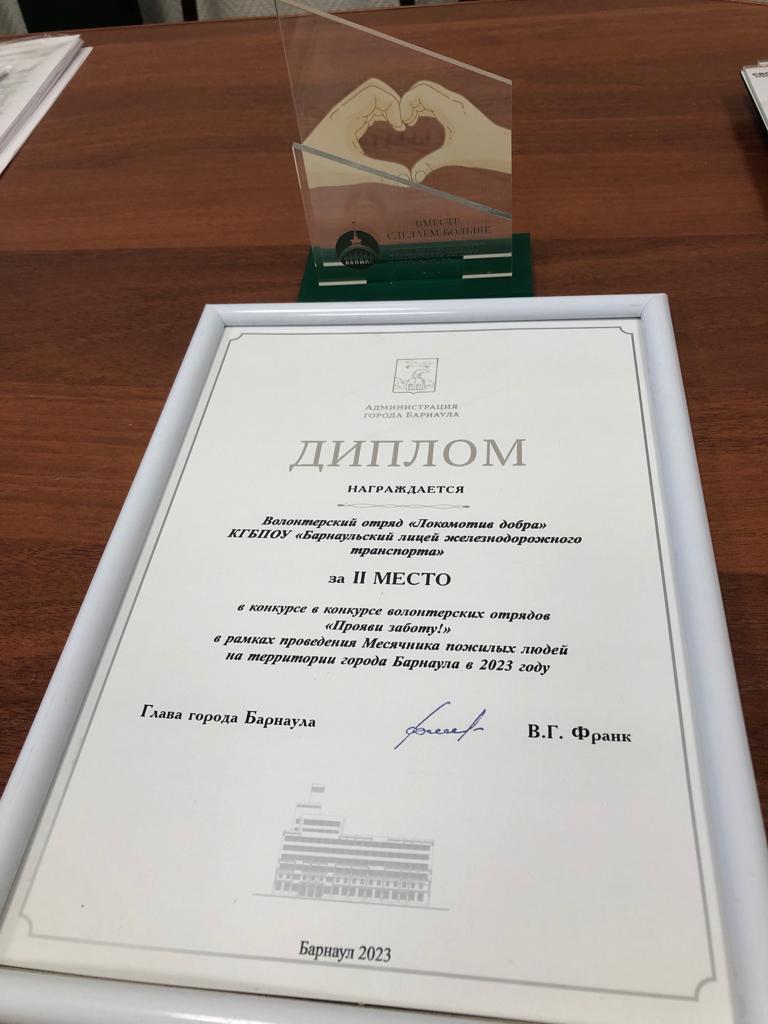 ВМЕСТЕ
СДЕЛАЕМ БОЛЬШЕ
АДМИНИСТРАЦИЯ
ГОРОДА БАРНАУЛА
ДИПЛОМ
НАГРАЖДАЕТСЯ
Волонтерский отряд «Локомотив добра»
КГБПОУ «Барнаульский лицей железнодорожного
транспорта»
за II МЕСТО
в конкурсе в конкурсе волонтерских отрядов
«Прояви заботу!»
в рамках проведения Месячника пожилых людей
на территории города Барнаула в 2023 году
Глава города Барнаула В.Г. Франк
Барнаул 2023